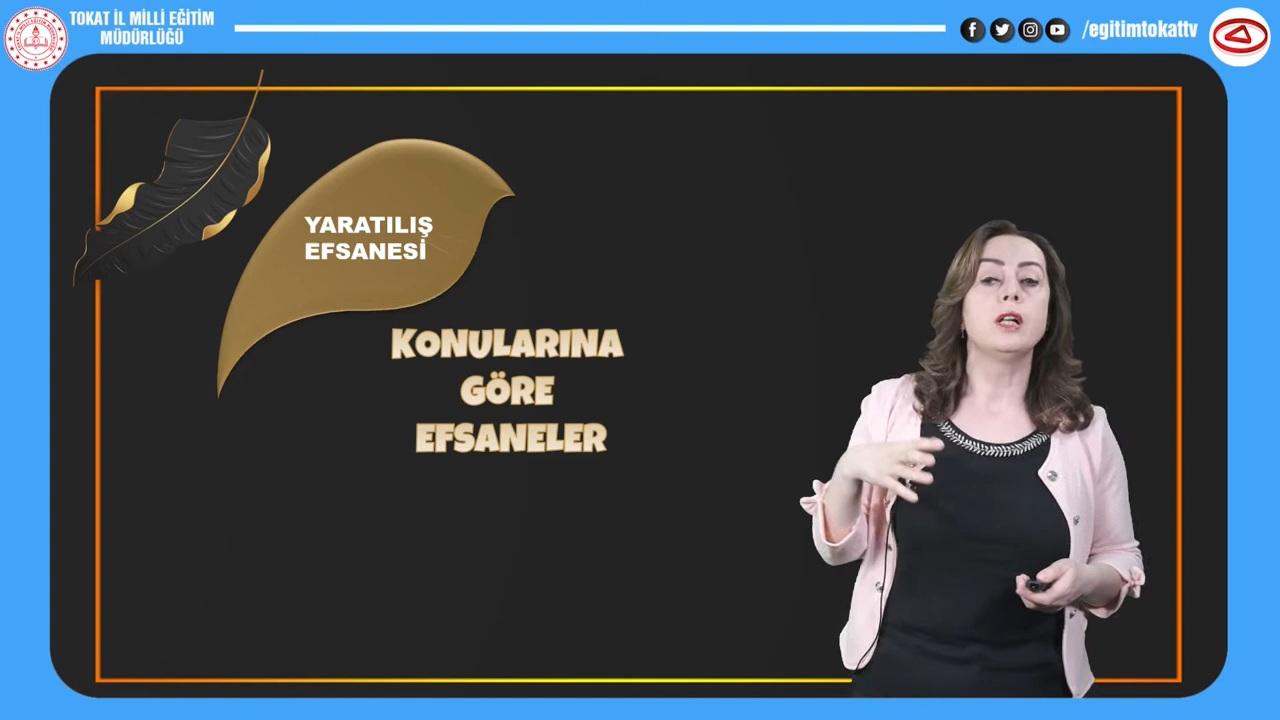 TOKAT İL MİLLİ EĞİTİM
MÜDÜRLÜĞÜ
/egitimtokattv
YARATILIŞ
EFSANESİ
KONULARINA
GÖRE
EFSANELER